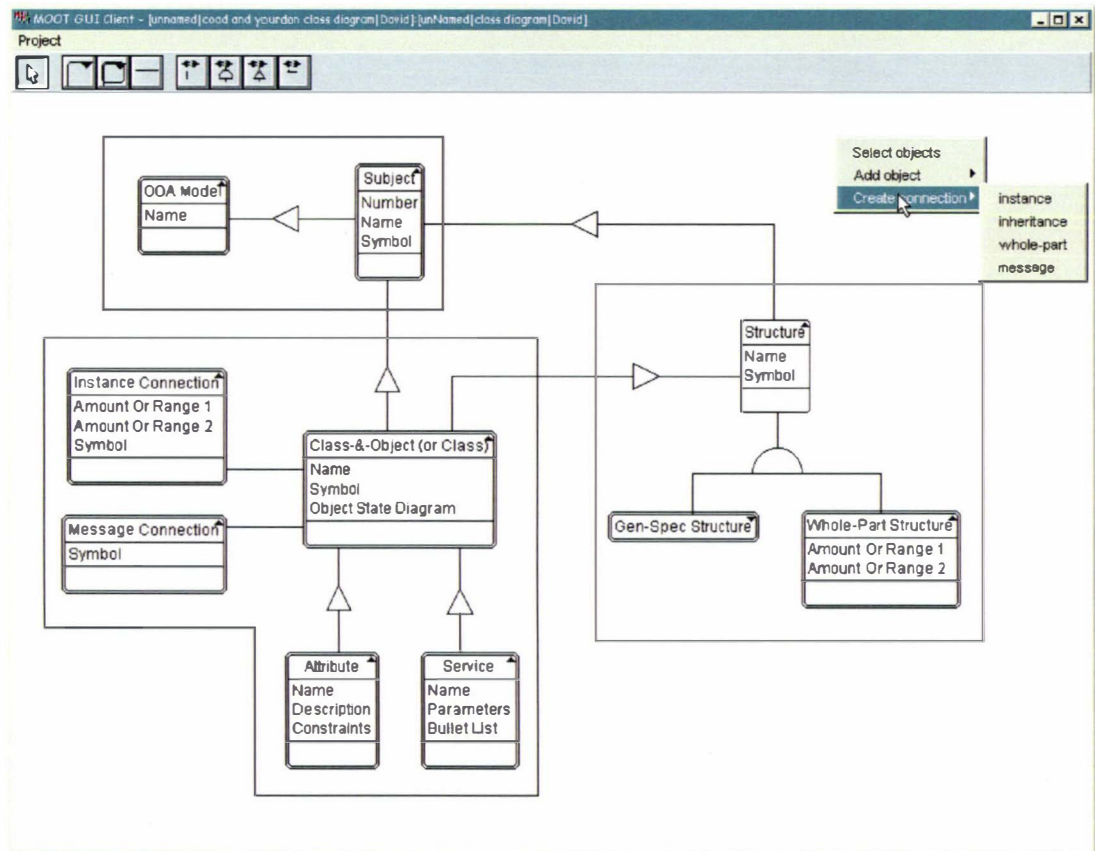 MOOT GUI Client - [unnamed|coad and yourdon class diagram|David]:[unNamed|class diagram|David]
Project
Select objects
Add object
Create connection
instance
inheritance
whole-part
message
OOA Model
Name
Subject
Number
Name
Symbol
Structure
Name
Symbol
Instance Connection
Amount Or Range 1
Amount Or Range 2
Symbol
Class-&-Object (or Class)
Name
Symbol
Object State Diagram
Message Connection
Symbol
Gen-Spec Structure
Whole-Part Structure
Amount Or Range 1
Amount Or Range 2
Attribute
Name
Description
Constraints
Service
Name
Parameters
Bullet List